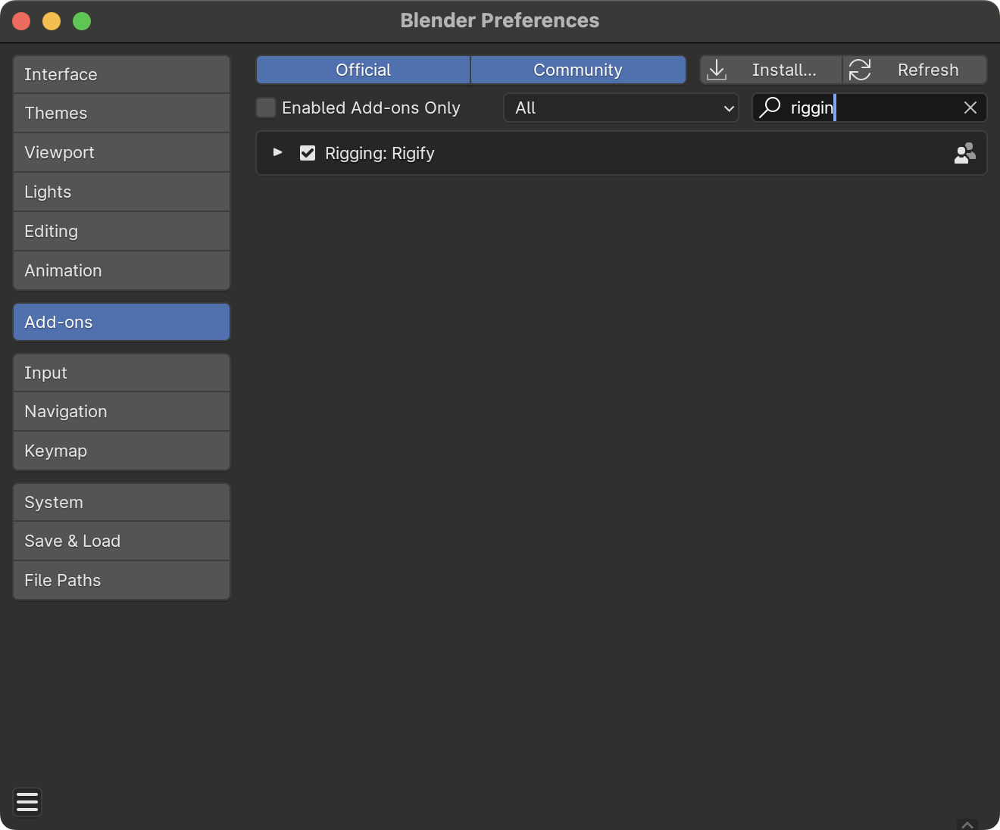 Blender Preferences
Interface
Themes
Viewport
Lights
Editing
Animation
Add-ons
Input
Navigation
Keymap
System
Save & Load
File Paths
Official
Community
Install...
Refresh
Enabled Add-ons Only
All
riggin
Rigging: Rigify